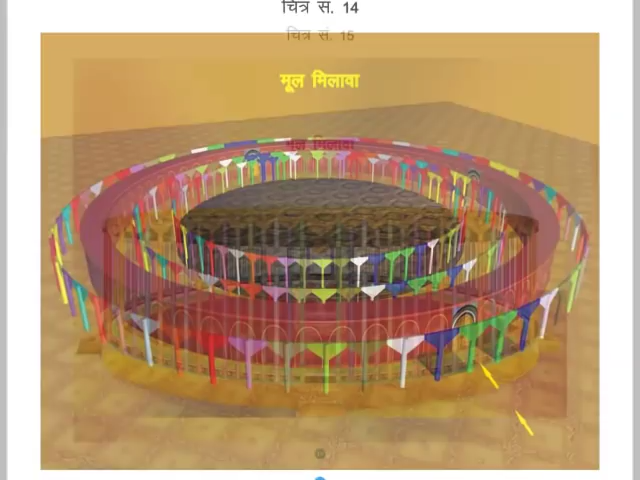 चित्र सं. 14
चित्र सं. 15
मूल मिलावा
मूल मिलावा